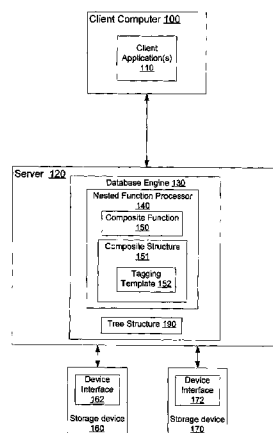 Client Computer 100
Client
Application(s)
110
Server 120
Database Engine 130
Nested Function Processor
140
Composite Function
150
Composite Structure
151
Tagging
Template 152
Tree Structure 190
Device
Interface
162
Storage device
160
Device
Interface
172
Storage device
170